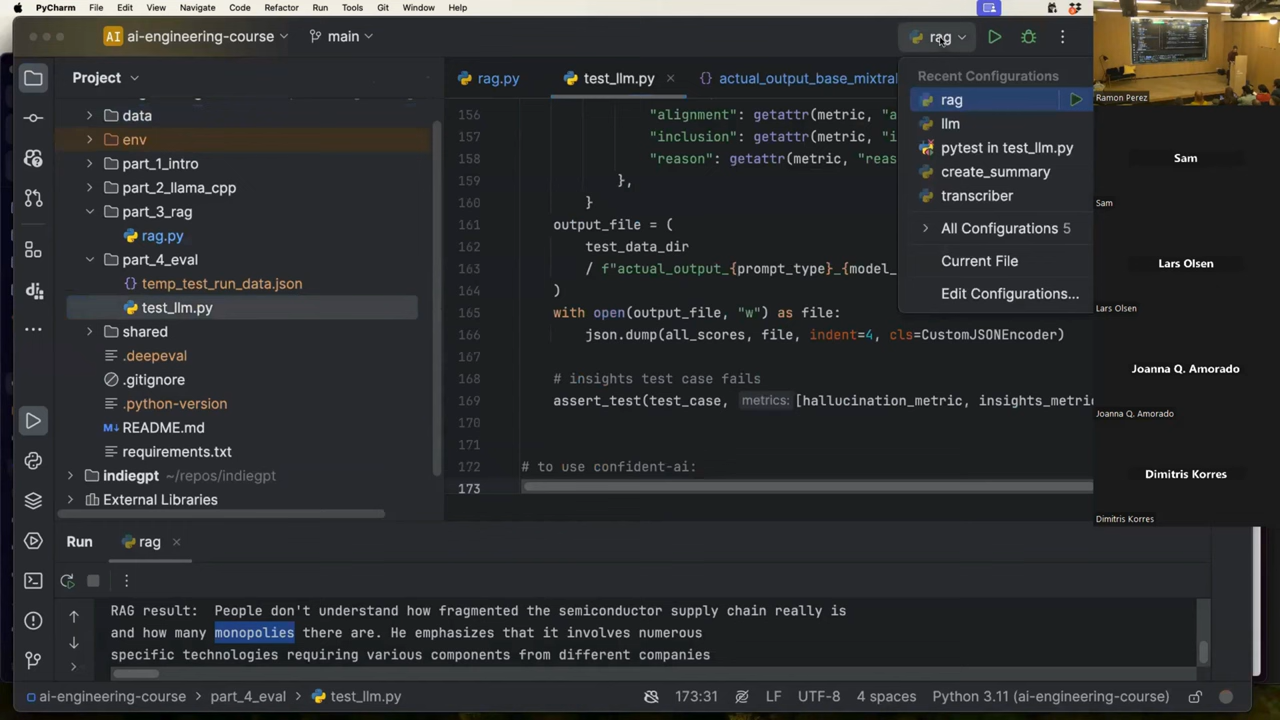 PyCharm File Edit View Navigate Code Refactor Run Tools Git Window Help
AI ai-engineering-course main rag
Project
rag.py test_llm.py {} actual_output_base_mixtral
data
env
part_1_intro
part_2_llama_cpp
part_3_rag
rag.py
part_4_eval
{} temp_test_run_data.json
test_llm.py
shared
.deepeval
.gitignore
.python-version
README.md
requirements.txt
indiegpt ~/repos/indiegpt
External Libraries
156 "alignment": getattr(metric, "a
157 "inclusion": getattr(metric, "i
158 "reason": getattr(metric, "reas
159 },
160 }
161 output_file = (
162 test_data_dir
163 / f"actual_output_{prompt_type}_{model_
164 )
165 with open(output_file, "w") as file:
166 json.dump(all_scores, file, indent=4, cls=CustomJSONEncoder)
167
168 # insights test case fails
169 assert_test(test_case, metrics: [hallucination_metric, insights_metri
170
171
172 # to use confident-ai:
173
Recent Configurations
rag
llm
pytest in test_llm.py
create_summary
transcriber
All Configurations 5
Current File
Edit Configurations...
Ramon Perez
Sam
Sam
Lars Olsen
Lars Olsen
Joanna Q. Amorado
Joanna Q. Amorado
Dimitris Korres
Dimitris Korres
Run rag
RAG result: People don't understand how fragmented the semiconductor supply chain really is
and how many monopolies there are. He emphasizes that it involves numerous
specific technologies requiring various components from different companies
ai-engineering-course > part_4_eval > test_llm.py 173:31 LF UTF-8 4 spaces Python 3.11 (ai-engineering-course)